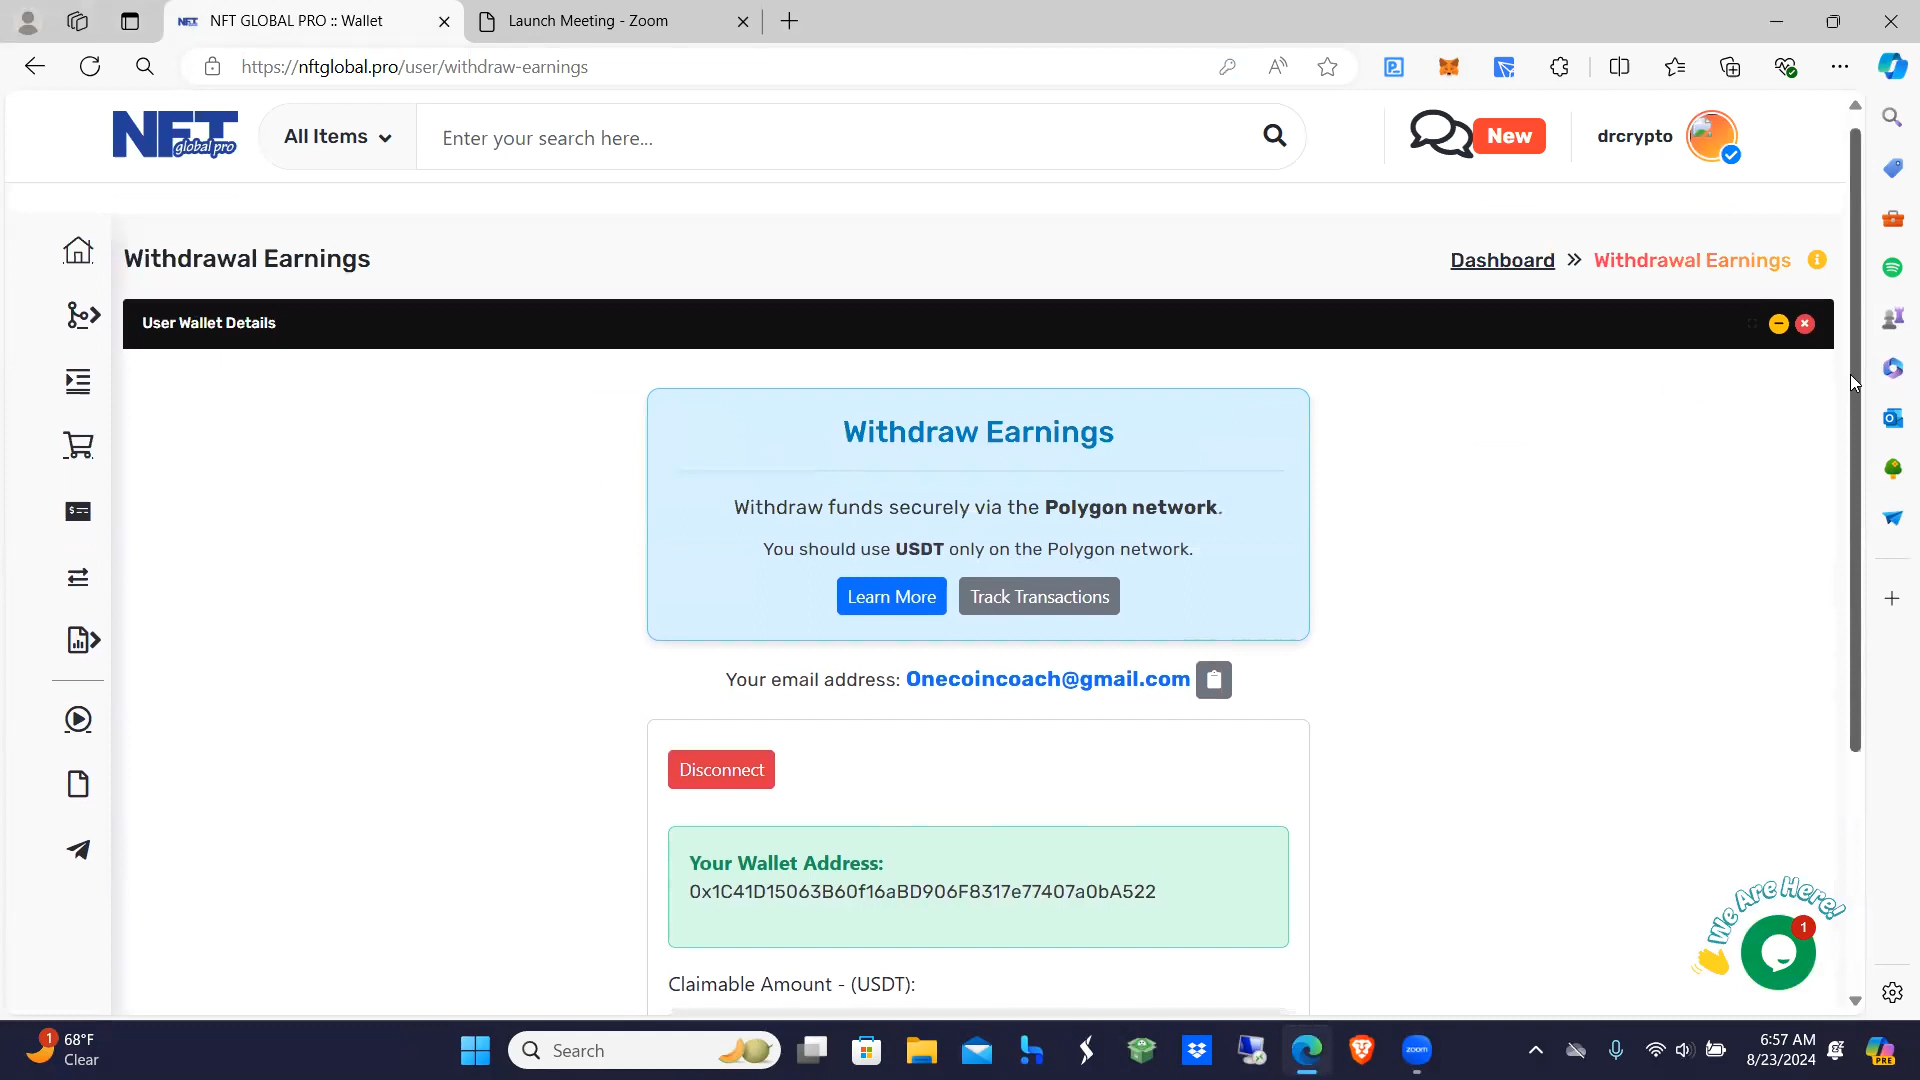 NFT GLOBAL PRO :: Wallet
Launch Meeting - Zoom
https://nftglobal.pro/user/withdraw-earnings
NFT
global pro
All Items
Enter your search here...
New
drcrypto
Withdrawal Earnings
Dashboard » Withdrawal Earnings
User Wallet Details
Withdraw Earnings
Withdraw funds securely via the Polygon network.
You should use USDT only on the Polygon network.
Learn More
Track Transactions
Your email address: Onecoincoach@gmail.com
Disconnect
Your Wallet Address:
0x1C41D15063B60f16aBD906F8317e77407a0bA522
Claimable Amount - (USDT):
We Are Here!
1
1
68°F
Clear
Search
zoom
6:57 AM
8/23/2024
PRE